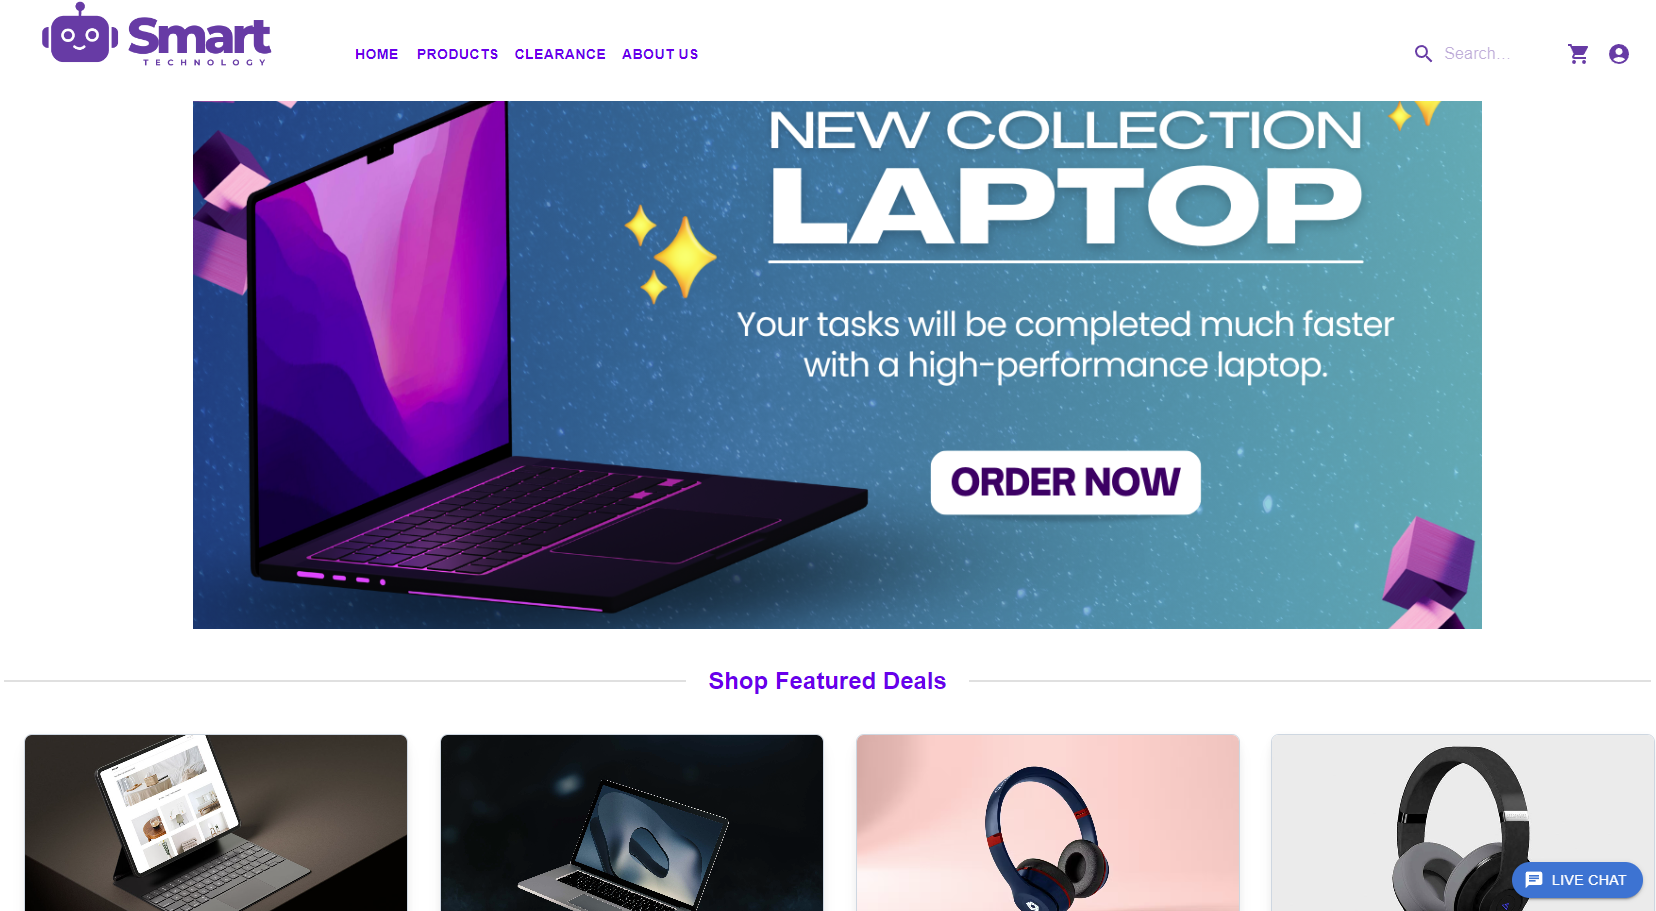 Smart
TECHNOLOGY
HOME PRODUCTS CLEARANCE ABOUT US
Search...
NEW COLLECTION
LAPTOP
Your tasks will be completed much faster
with a high-performance laptop.
ORDER NOW
Shop Featured Deals
LIVE CHAT